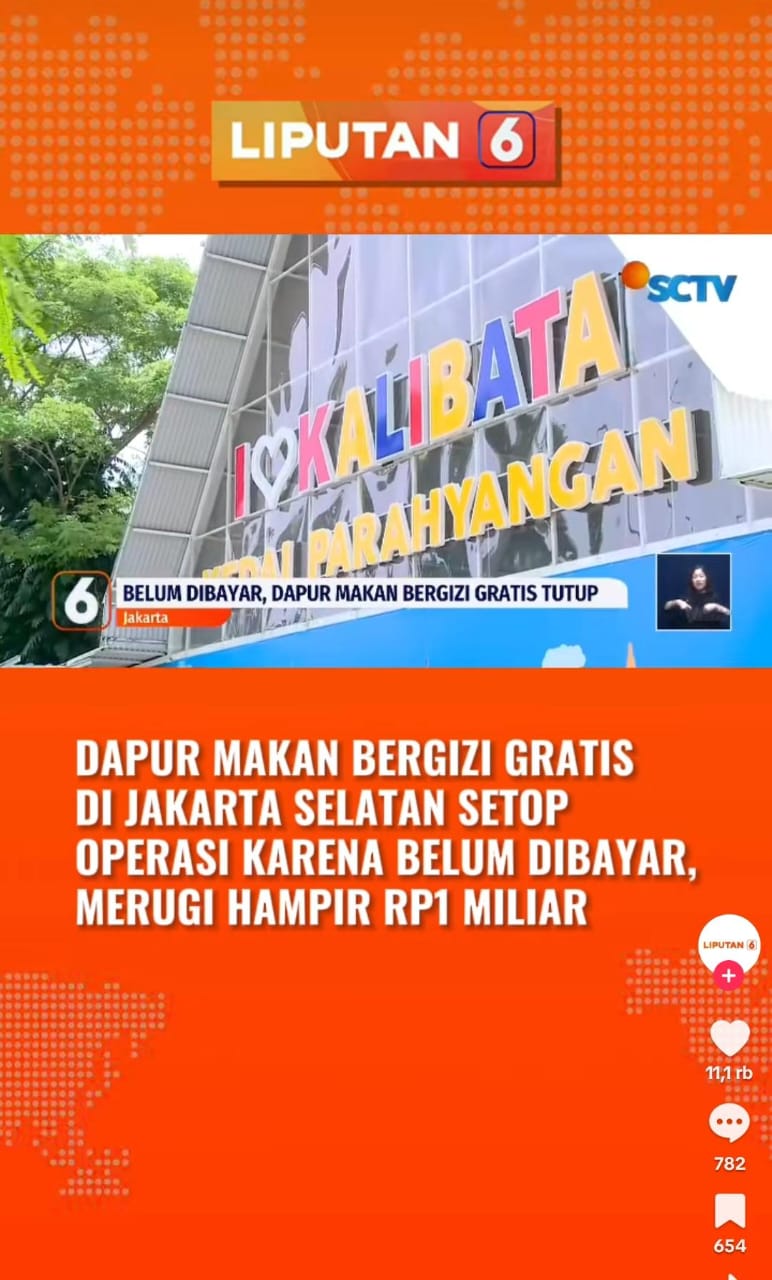 LIPUTAN 6
SCTV
I KALIBATA
KEDAI PARAHYANGAN
6
BELUM DIBAYAR, DAPUR MAKAN BERGIZI GRATIS TUTUP
Jakarta
DAPUR MAKAN BERGIZI GRATIS
DI JAKARTA SELATAN SETOP
OPERASI KARENA BELUM DIBAYAR,
MERUGI HAMPIR RP1 MILIAR
LIPUTAN 6
11,1 rb
782
654